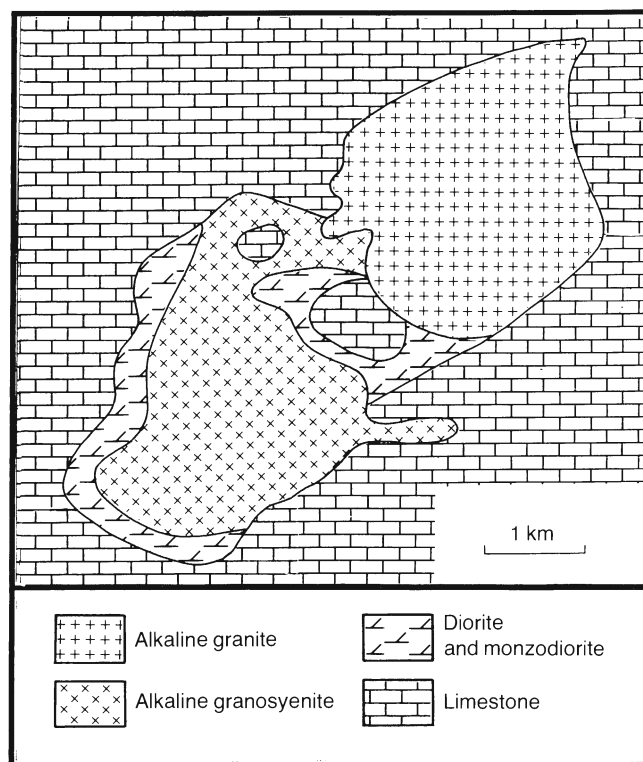 1 km
Alkaline granite
Diorite
and monzodiorite
Alkaline granosyenite
Limestone